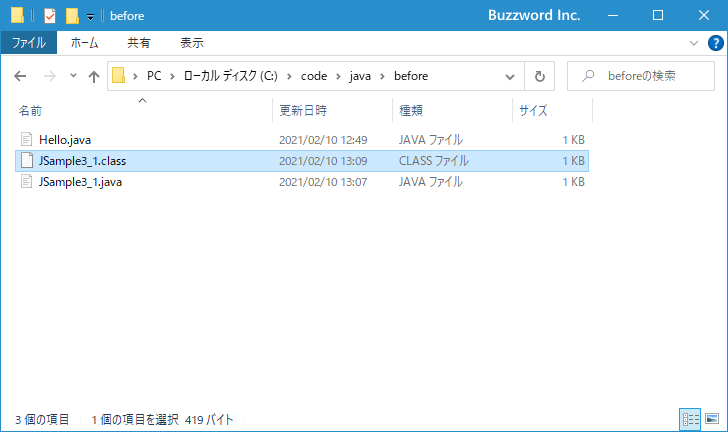 before Buzzword Inc.
ファイル ホーム 共有 表示
PC ローカル ディスク (C:) code java before beforeの検索
名前 更新日時 種類 サイズ
Hello.java 2021/02/10 12:49 JAVA ファイル 1 KB
JSample3_1.class 2021/02/10 13:09 CLASS ファイル 1 KB
JSample3_1.java 2021/02/10 13:07 JAVA ファイル 1 KB
3 個の項目 1 個の項目を選択 419 バイト